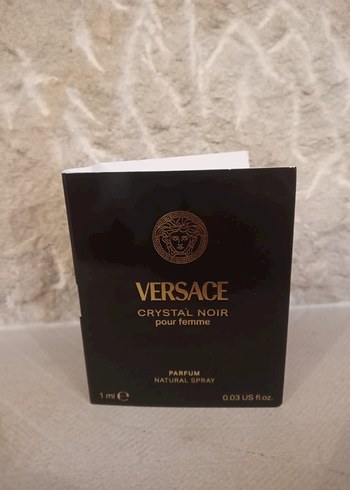 VERSACE
CRYSTAL NOIR
pour femme
PARFUM
NATURAL SPRAY
1 ml ℮ 0.03 US fl.oz.